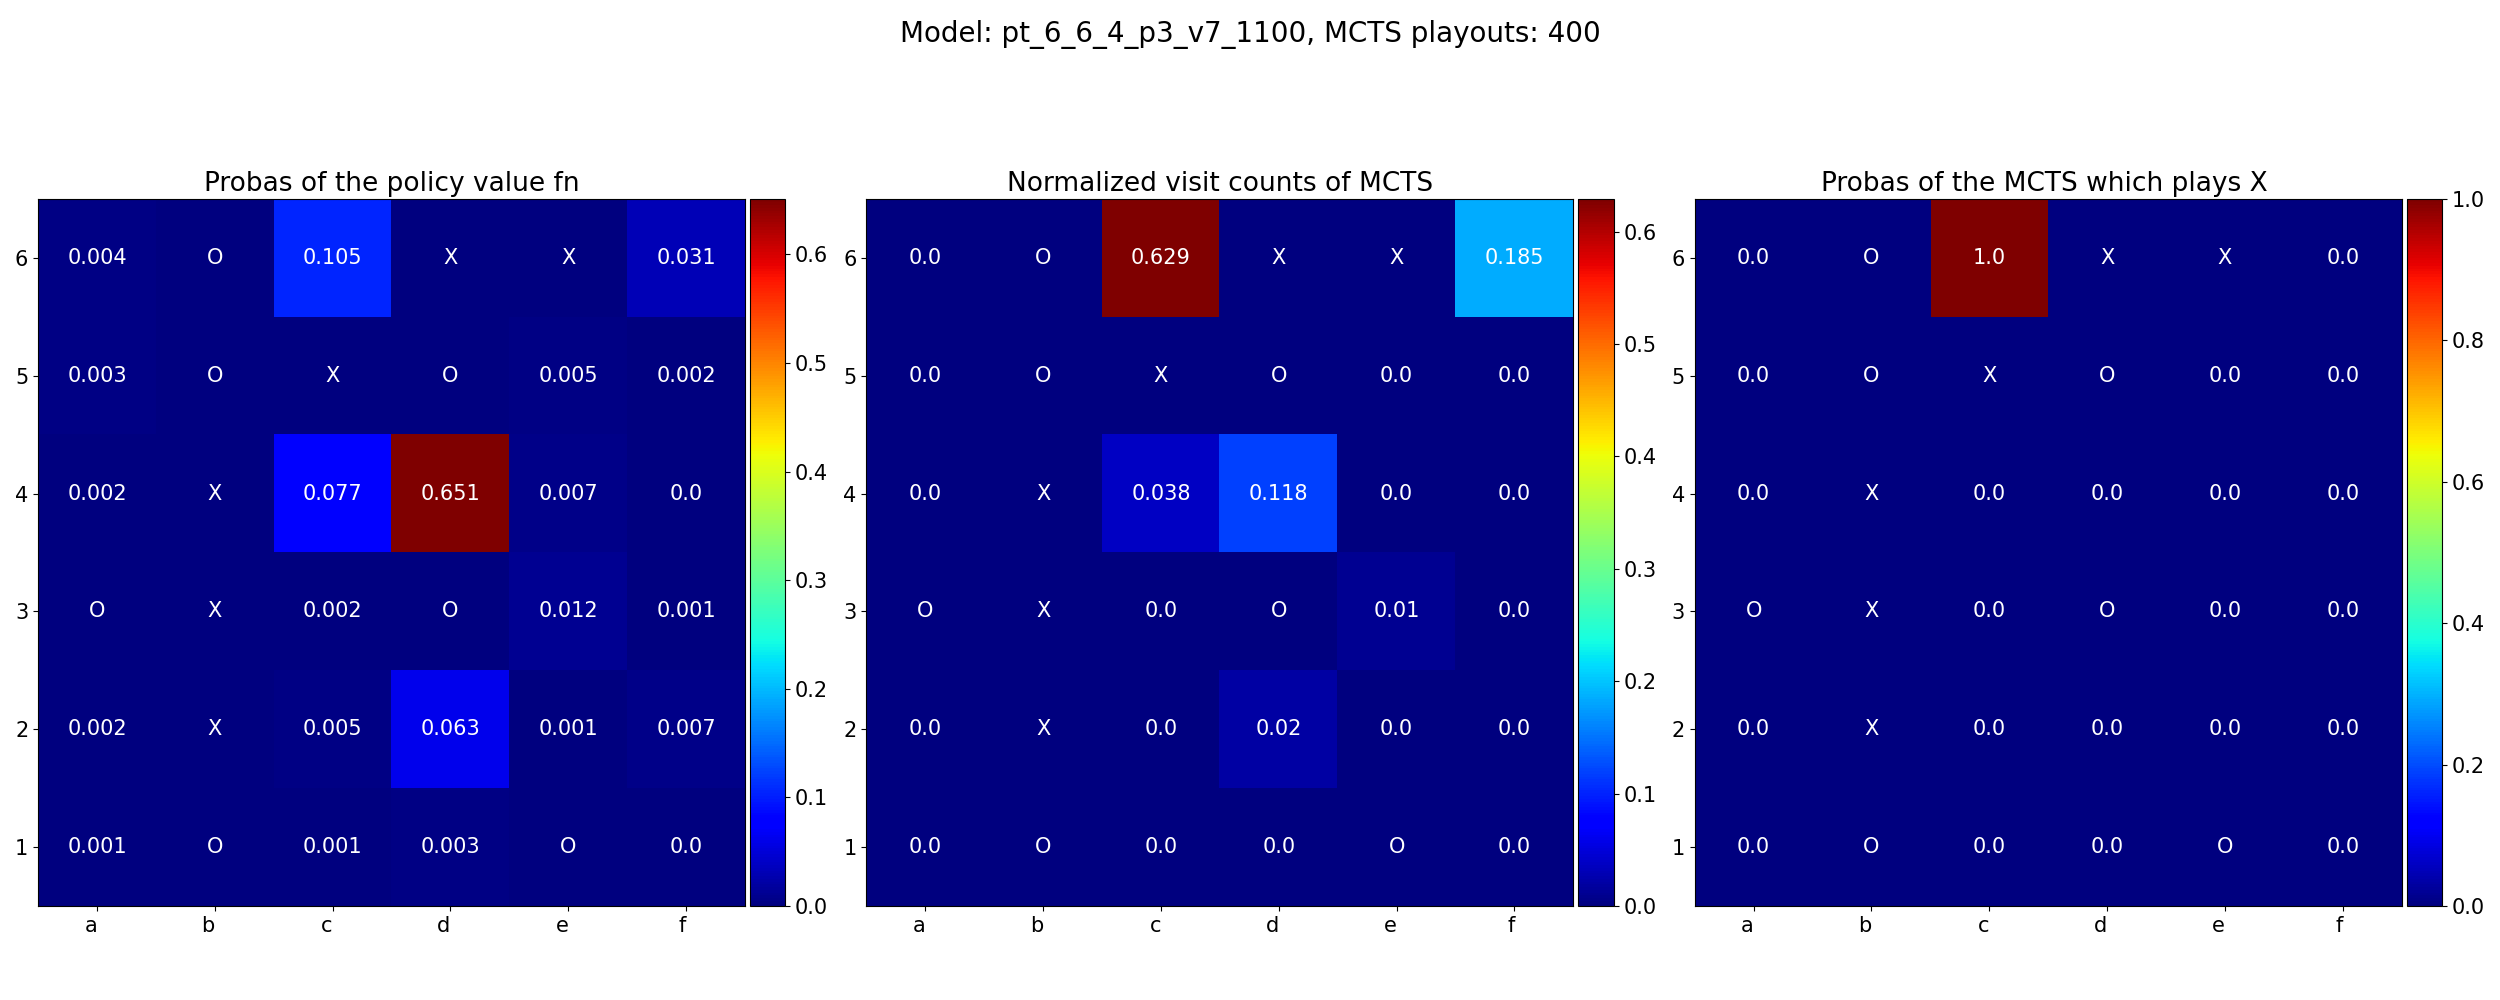 Model: pt_6_6_4_p3_v7_1100, MCTS playouts: 400
Probas of the policy value fn
6 0.004 O 0.105 X X 0.031
5 0.003 O X O 0.005 0.002
4 0.002 X 0.077 0.651 0.007 0.0
3 O X 0.002 O 0.012 0.001
2 0.002 X 0.005 0.063 0.001 0.007
1 0.001 O 0.001 0.003 O 0.0
a b c d e f
0.6
0.5
0.4
0.3
0.2
0.1
0.0
Normalized visit counts of MCTS
6 0.0 O 0.629 X X 0.185
5 0.0 O X O 0.0 0.0
4 0.0 X 0.038 0.118 0.0 0.0
3 O X 0.0 O 0.01 0.0
2 0.0 X 0.0 0.02 0.0 0.0
1 0.0 O 0.0 0.0 O 0.0
a b c d e f
0.6
0.5
0.4
0.3
0.2
0.1
0.0
Probas of the MCTS which plays X
6 0.0 O 1.0 X X 0.0
5 0.0 O X O 0.0 0.0
4 0.0 X 0.0 0.0 0.0 0.0
3 O X 0.0 O 0.0 0.0
2 0.0 X 0.0 0.0 0.0 0.0
1 0.0 O 0.0 0.0 O 0.0
a b c d e f
1.0
0.8
0.6
0.4
0.2
0.0